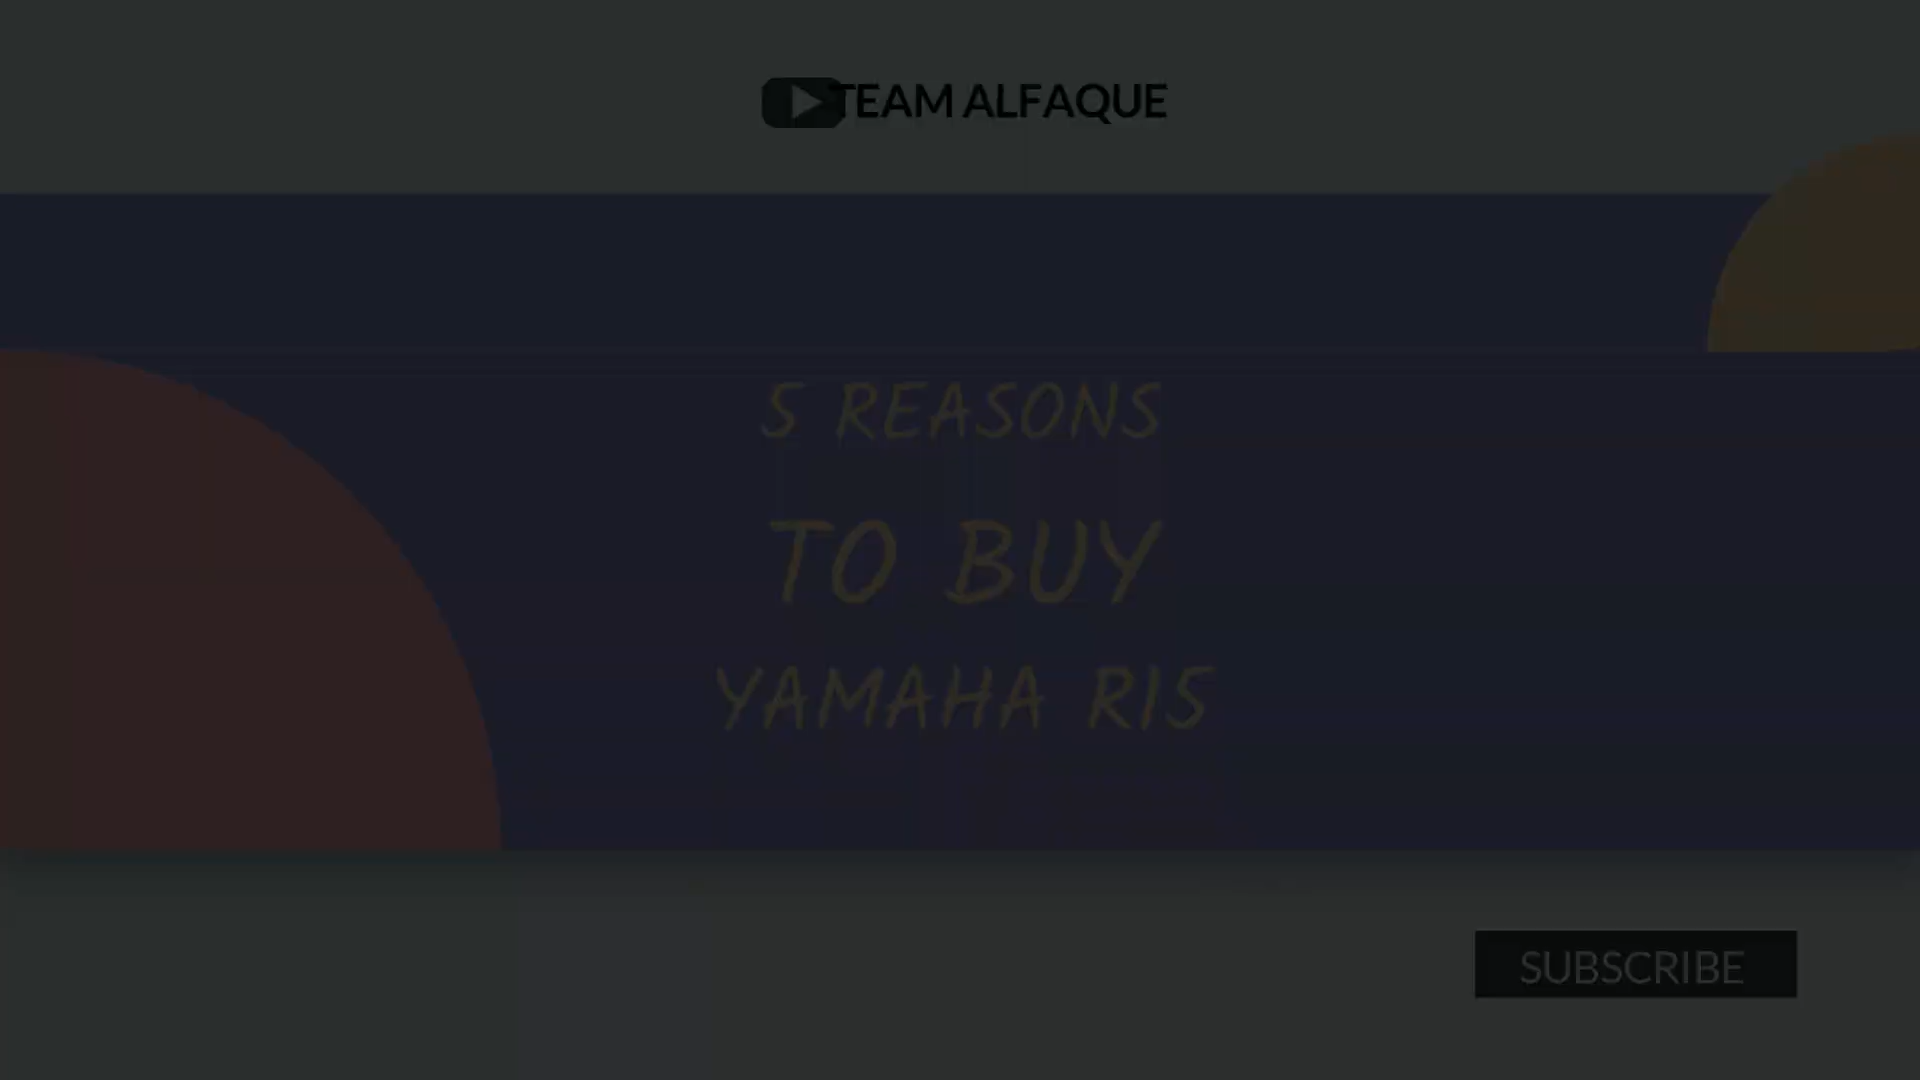 TEAM ALFAQUE
5 REASONS
TO BUY
YAMAHA R15
SUBSCRIBE